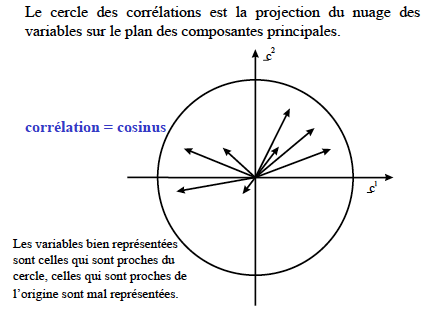 Le cercle des corrélations est la projection du nuage des
variables sur le plan des composantes principales.
c²
corrélation = cosinus
c¹
Les variables bien représentées
sont celles qui sont proches du
cercle, celles qui sont proches de
l'origine sont mal représentées.